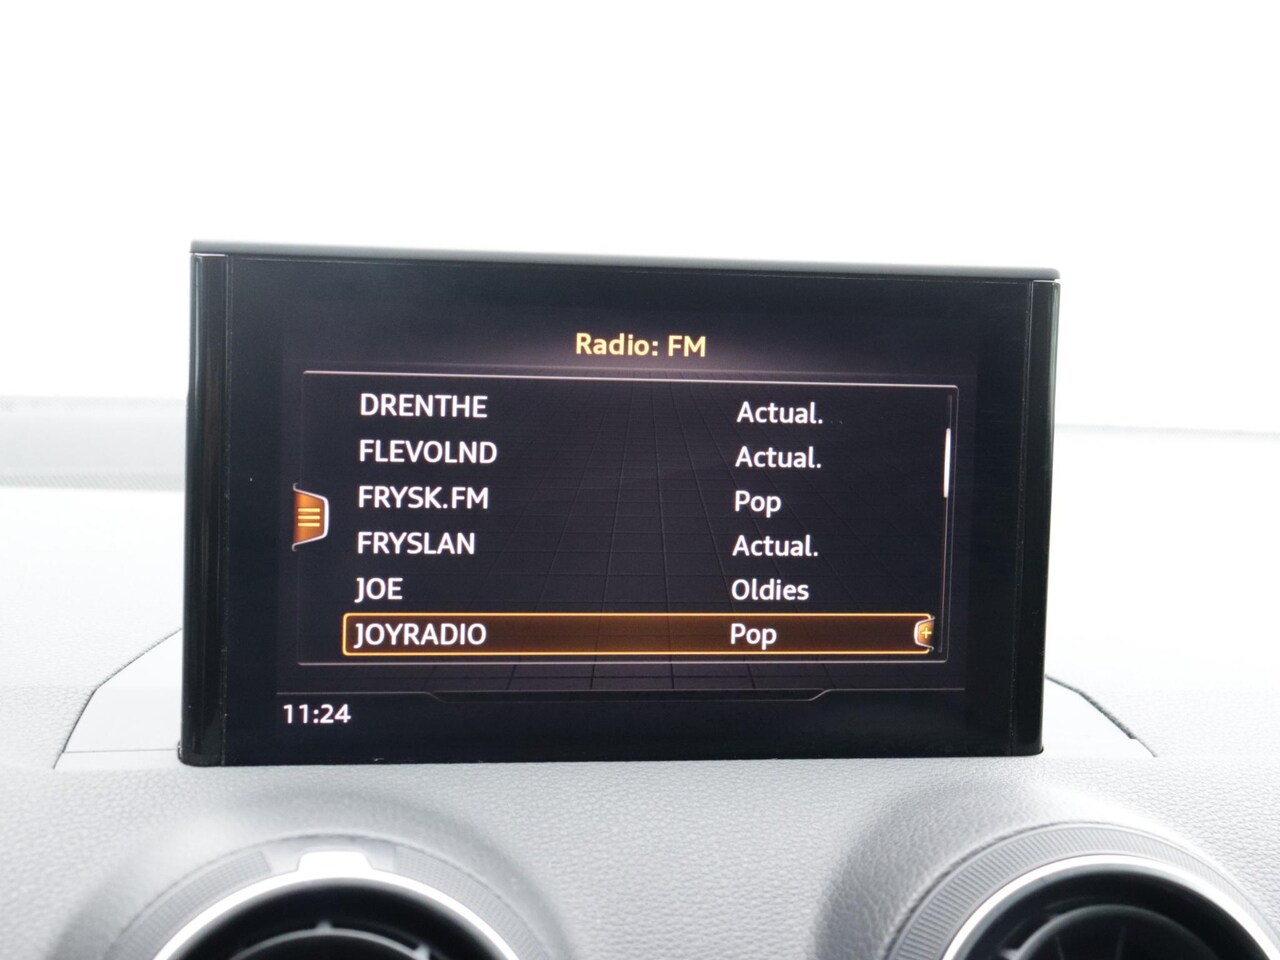 Radio: FM
DRENTHE Actual.
FLEVOLND Actual.
FRYSK.FM Pop
FRYSLAN Actual.
JOE Oldies
JOYRADIO Pop
11:24